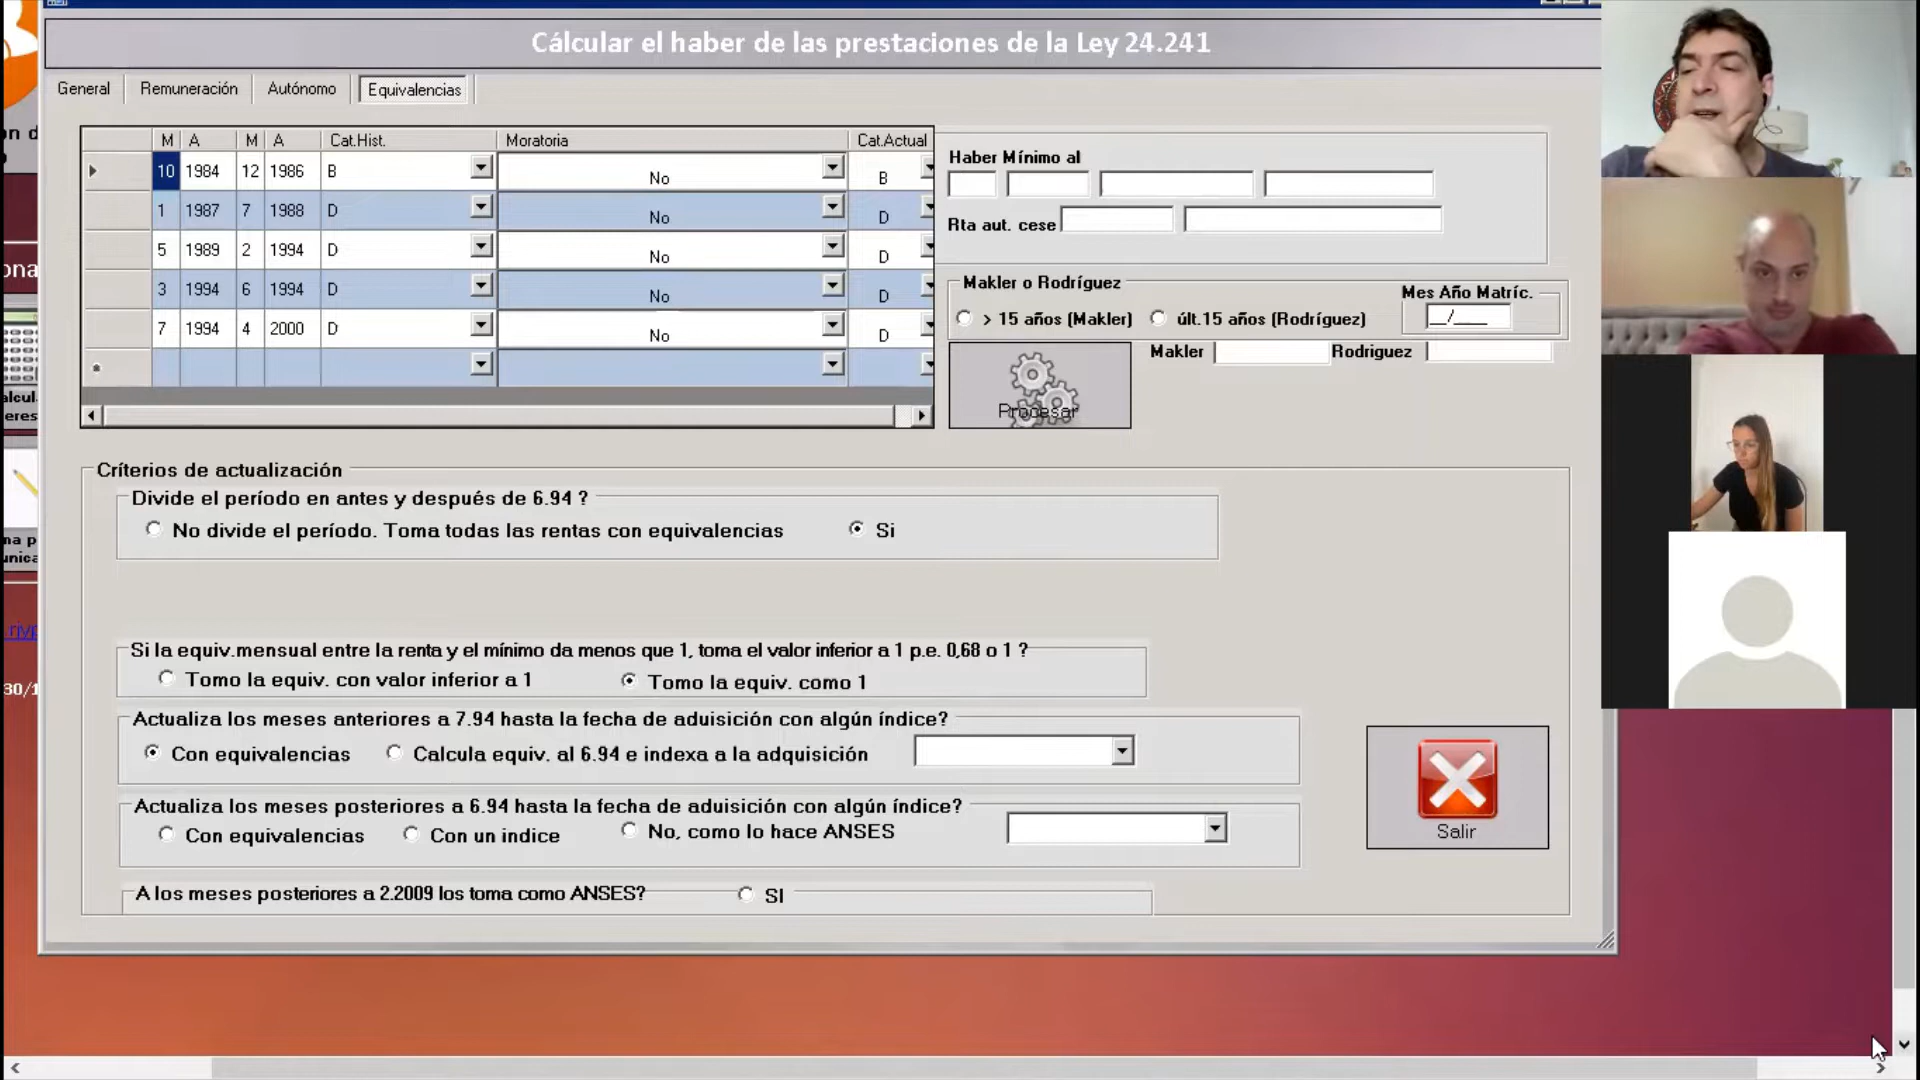 Cálcular el haber de las prestaciones de la Ley 24.241
General Remuneración Autónomo Equivalencias
M A M A Cat.Hist. Moratoria Cat.Actual
10 1984 12 1986 B No B
1 1987 7 1988 D No D
5 1989 2 1994 D No D
3 1994 6 1994 D No D
7 1994 4 2000 D No D
Haber Mínimo al
Rta aut. cese
Makler o Rodríguez
Mes Año Matríc.
> 15 años (Makler) últ.15 años (Rodríguez) __/____
Makler Rodriguez
Procesar
Críterios de actualización
Divide el período en antes y después de 6.94 ?
No divide el período. Toma todas las rentas con equivalencias Si
Si la equiv.mensual entre la renta y el mínimo da menos que 1, toma el valor inferior a 1 p.e. 0,68 o 1 ?
Tomo la equiv. con valor inferior a 1 Tomo la equiv. como 1
Actualiza los meses anteriores a 7.94 hasta la fecha de aduisición con algún índice?
Con equivalencias Calcula equiv. al 6.94 e indexa a la adquisición
Actualiza los meses posteriores a 6.94 hasta la fecha de aduisición con algún índice?
Con equivalencias Con un indice No, como lo hace ANSES
A los meses posteriores a 2.2009 los toma como ANSES? SI
Salir